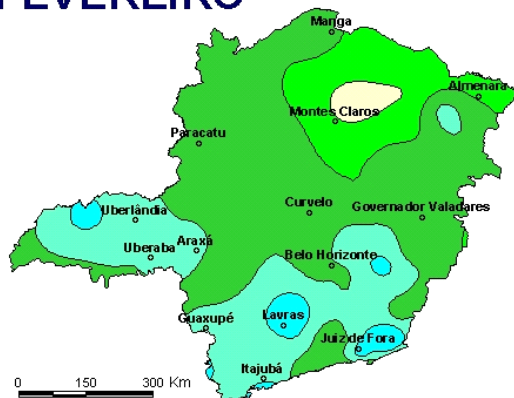 FEVEREIRO
Manga
Almenara
Montes Claros
Paracatu
Curvelo
Governador Valadares
Uberlândia
Uberaba
Araxá
Belo Horizonte
Guaxupé
Lavras
Juiz de Fora
Itajubá
0 150 300 Km